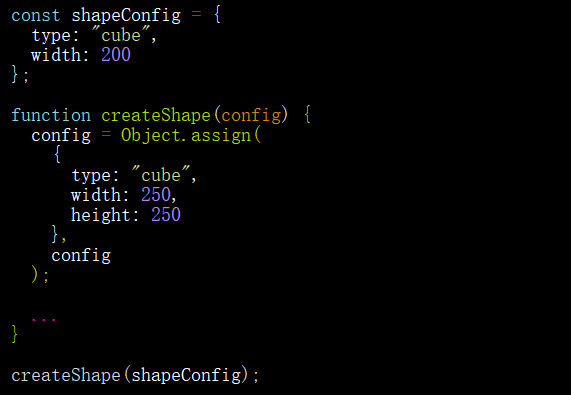 const shapeConfig = {
  type: "cube",
  width: 200
};

function createShape(config) {
  config = Object.assign(
    {
      type: "cube",
      width: 250,
      height: 250
    },
    config
  );

  ...
}

createShape(shapeConfig);